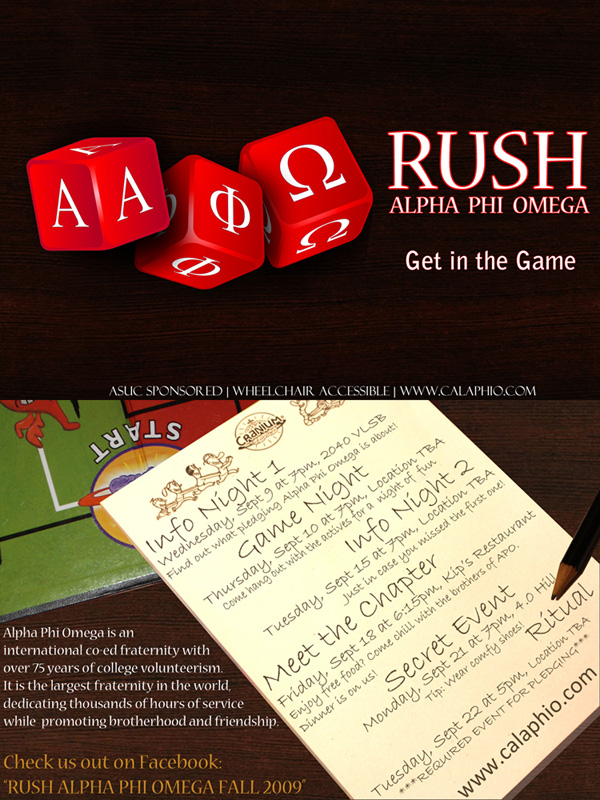 A A A
Φ Φ
Ω Ω
RUSH
ALPHA PHI OMEGA
Get in the Game
ASUC SPONSORED | WHEELCHAIR ACCESSIBLE | WWW.CALAPHIO.COM
START
CRANIUM
Info Night 1
Wednesday, Sept 9 at 7pm, 2040 VLSB
Find out what pledging Alpha Phi Omega is about!
Game Night
Thursday, Sept 10 at 7pm, Location TBA
Come hang out with the actives for a night of fun
Info Night 2
Tuesday, Sept 15 at 7pm, Location TBA
Just in case you missed the first one!
Meet the Chapter
Friday, Sept 18 at 6:15pm, Kip's Restaurant
Enjoy free food? Come chill with the brothers of APO.
Dinner is on us!
Secret Event
Monday, Sept 21 at 7pm, 4.0 Hill
Tip: Wear comfy shoes!
Ritual
Tuesday, Sept 22 at 5pm, Location TBA
***REQUIRED EVENT FOR PLEDGING***
www.calaphio.com
Alpha Phi Omega is an
international co-ed fraternity with
over 75 years of college volunteerism.
It is the largest fraternity in the world,
dedicating thousands of hours of service
while promoting brotherhood and friendship.
Check us out on Facebook:
"RUSH ALPHA PHI OMEGA FALL 2009"